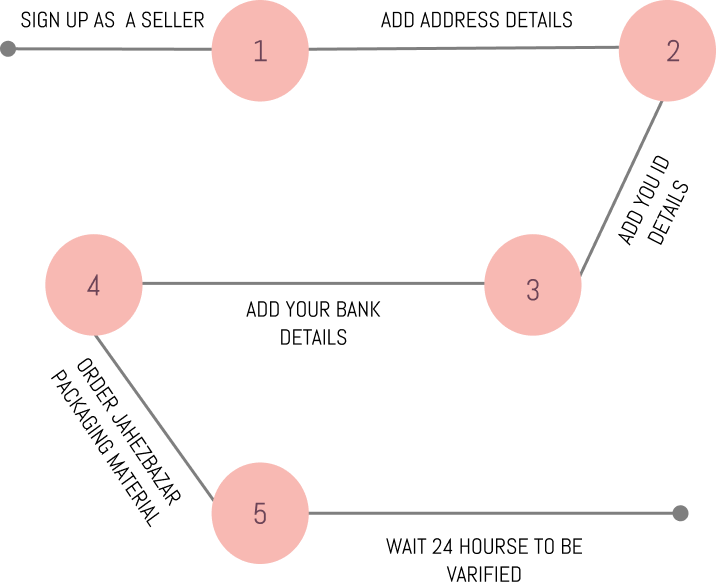 SIGN UP AS A SELLER
1
ADD ADDRESS DETAILS
2
ADD YOU ID
DETAILS
3
ADD YOUR BANK
DETAILS
4
ORDER JAHEZBAZAR
PACKAGING MATERIAL
5
WAIT 24 HOURSE TO BE
VARIFIED